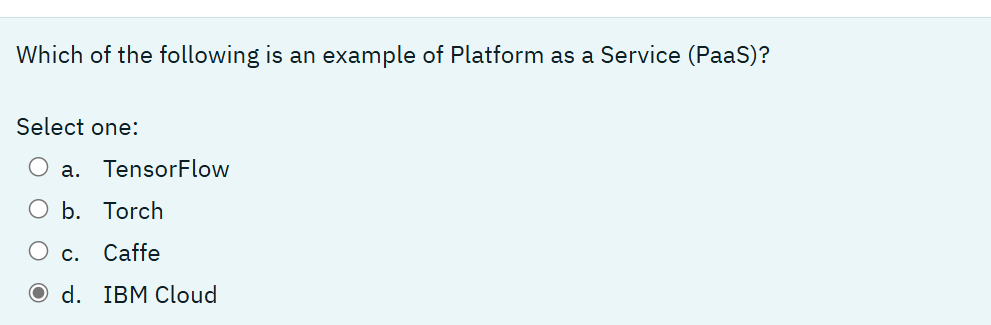 Which of the following is an example of Platform as a Service (PaaS)?
Select one:
a. TensorFlow
b. Torch
c. Caffe
d. IBM Cloud